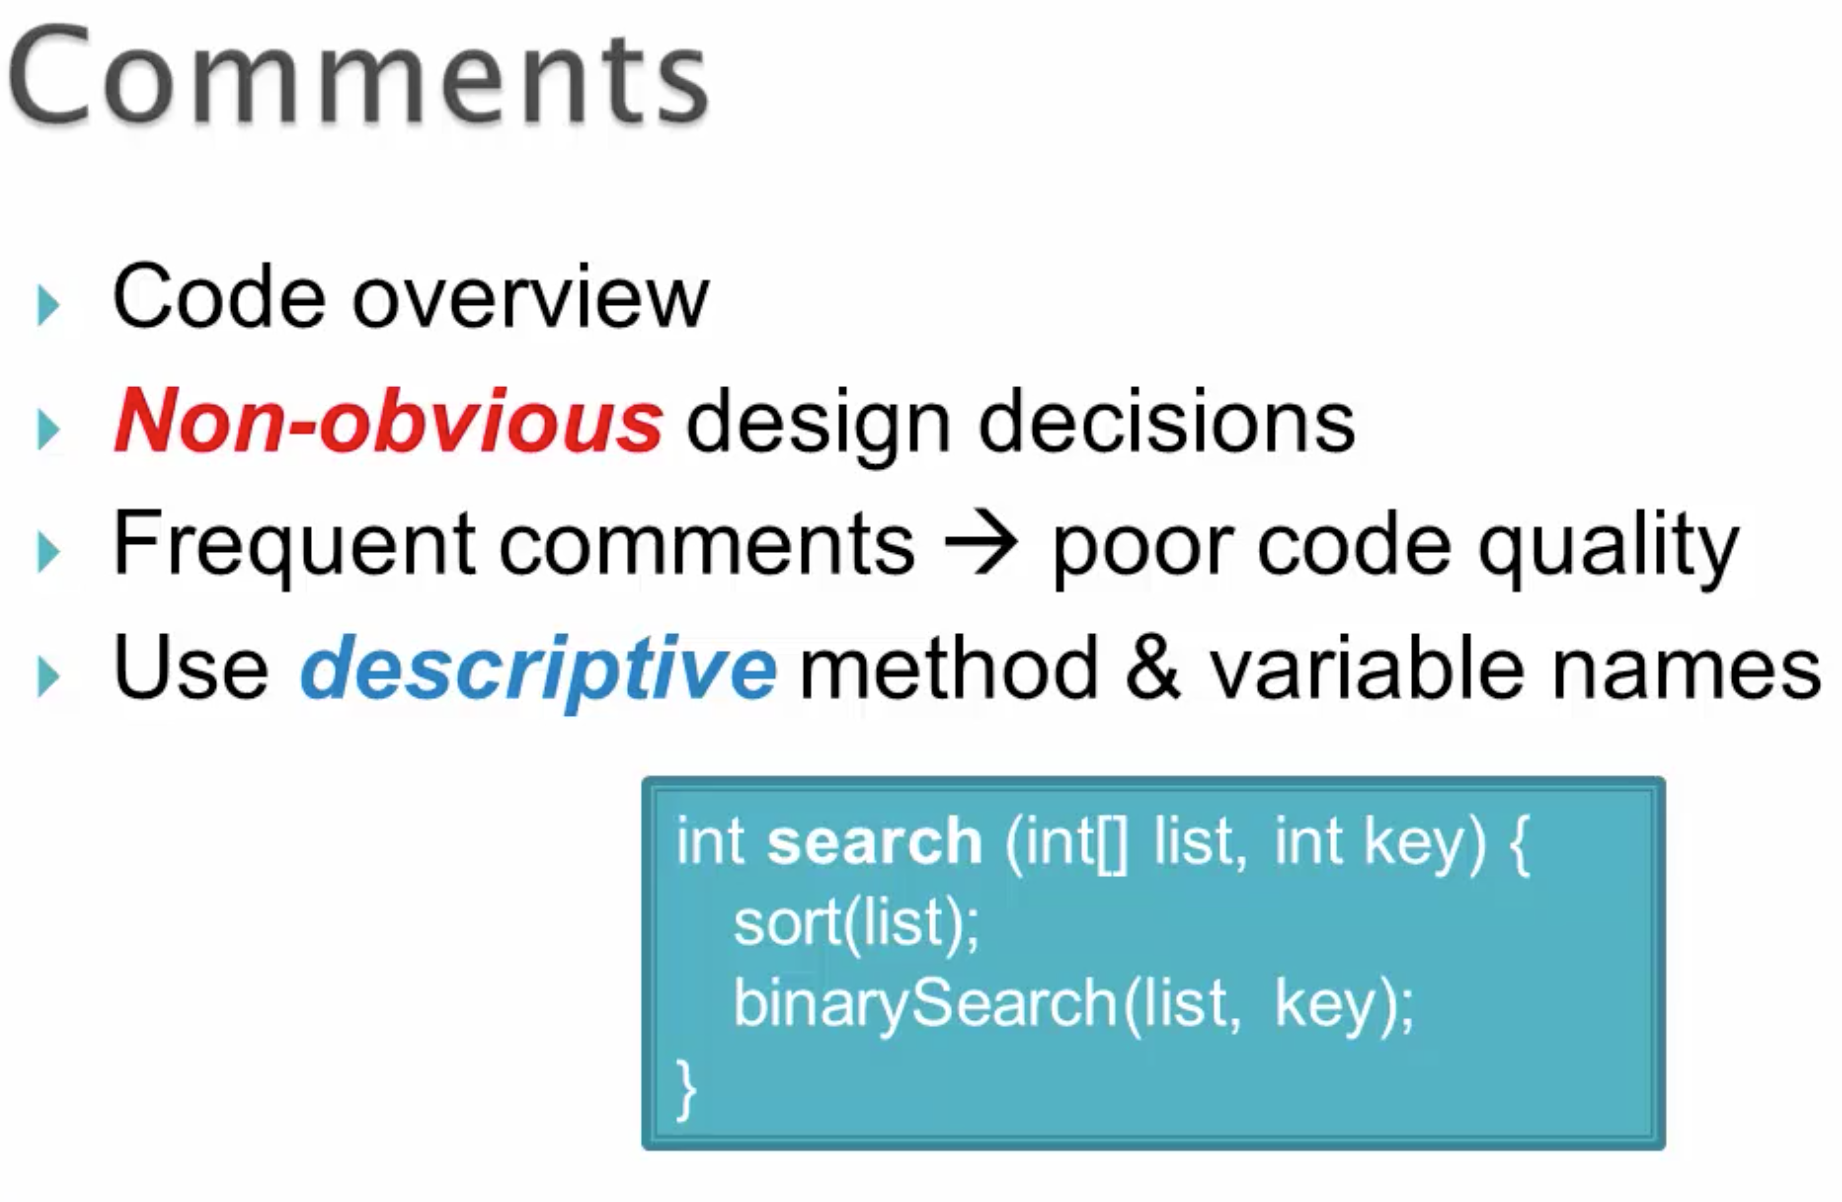 Comments
Code overview
Non-obvious design decisions
Frequent comments → poor code quality
Use descriptive method & variable names
int search (int[] list, int key) {
sort(list);
binarySearch(list, key);
}